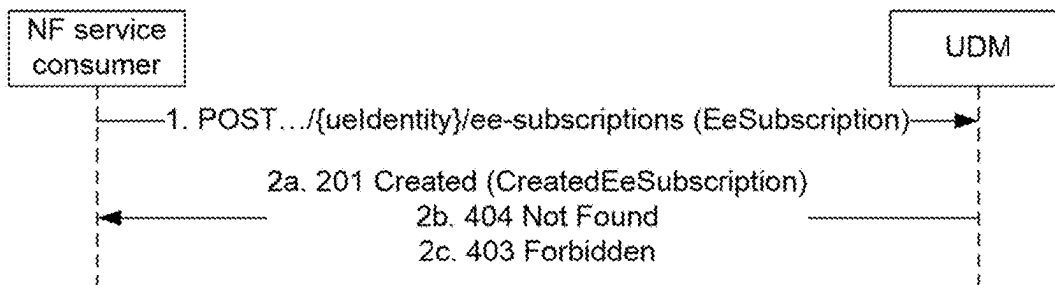 NF service
consumer
UDM
1. POST…/{ueIdentity}/ee-subscriptions (EeSubscription)
2a. 201 Created (CreatedEeSubscription)
2b. 404 Not Found
2c. 403 Forbidden